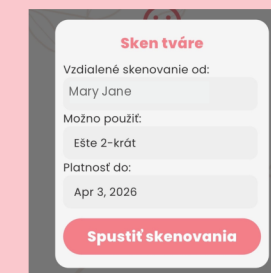 Sken tváre
Vzdialené skenovanie od:
Mary Jane
Možno použiť:
Ešte 2-krát
Platnosť do:
Apr 3, 2026
Spustiť skenovania